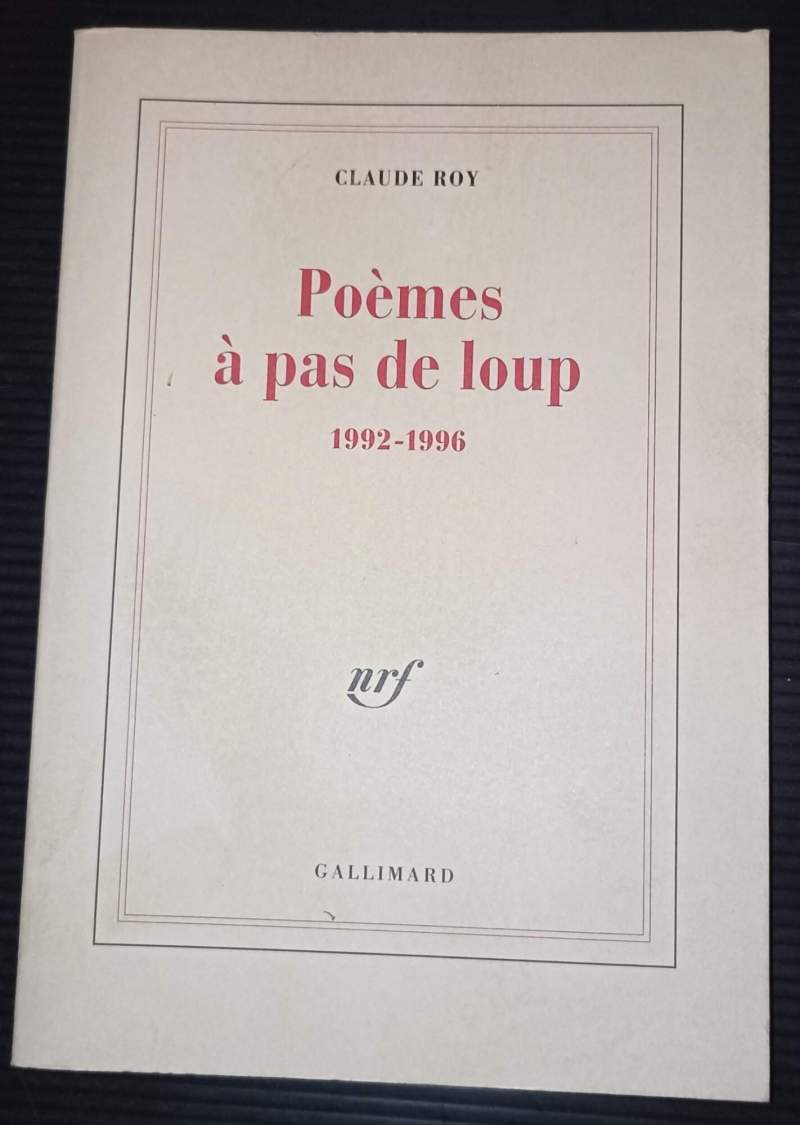 CLAUDE ROY
Poèmes
à pas de loup
1992-1996
nrf
GALLIMARD